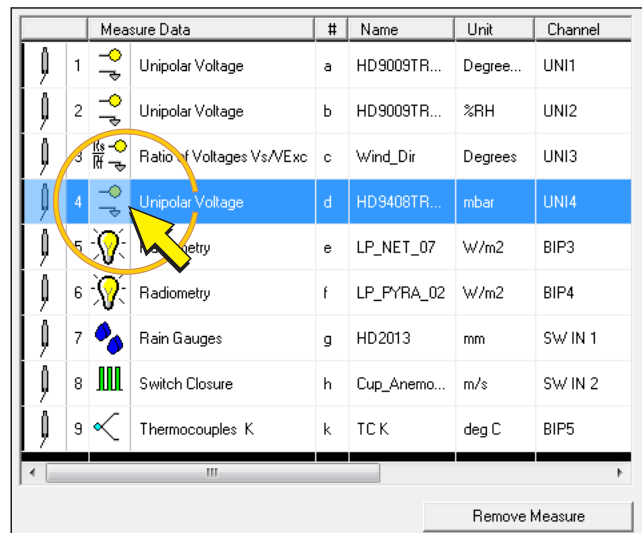 Measure Data # Name Unit Channel
1 Unipolar Voltage a HD9009TR... Degree... UNI1
2 Unipolar Voltage b HD9009TR... %RH UNI2
3 Rs Rf Ratio of Voltages Vs/VExc c Wind_Dir Degrees UNI3
4 Unipolar Voltage d HD9408TR... mbar UNI4
5 e LP_NET_07 W/m2 BIP3
6 Radiometry f LP_PYRA_02 W/m2 BIP4
7 Rain Gauges g HD2013 mm SW IN 1
8 Switch Closure h Cup_Anemo... m/s SW IN 2
9 Thermocouples K k TC K deg C BIP5
Remove Measure